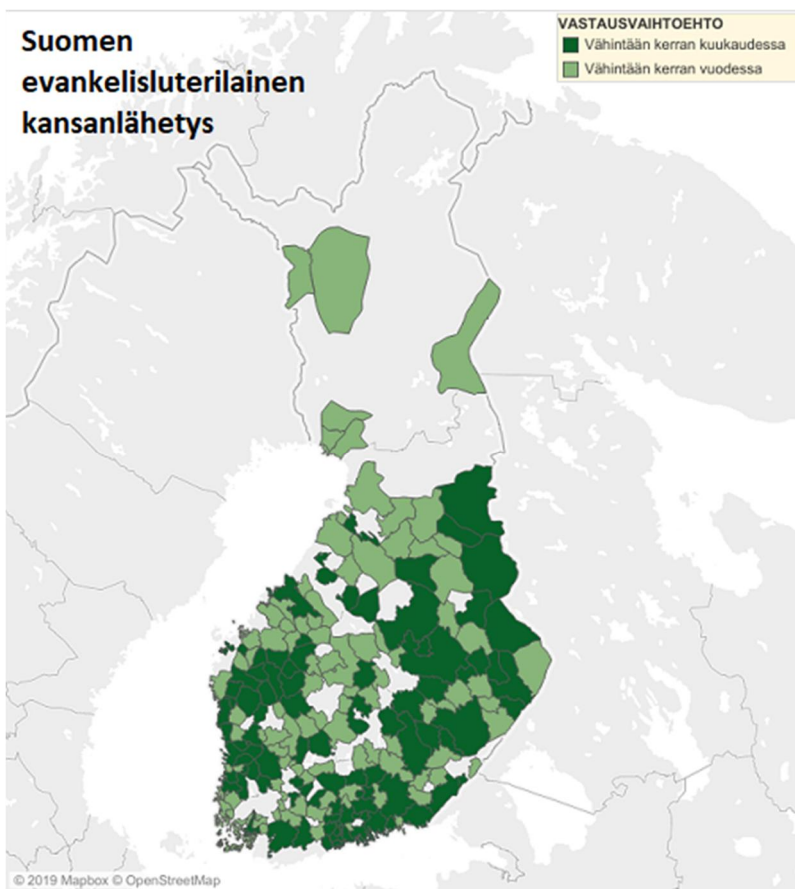 Suomen
evankelisluterilainen
kansanlähetys
VASTAUSVAIHTOEHTO
Vähintään kerran kuukaudessa
Vähintään kerran vuodessa
© 2019 Mapbox © OpenStreetMap